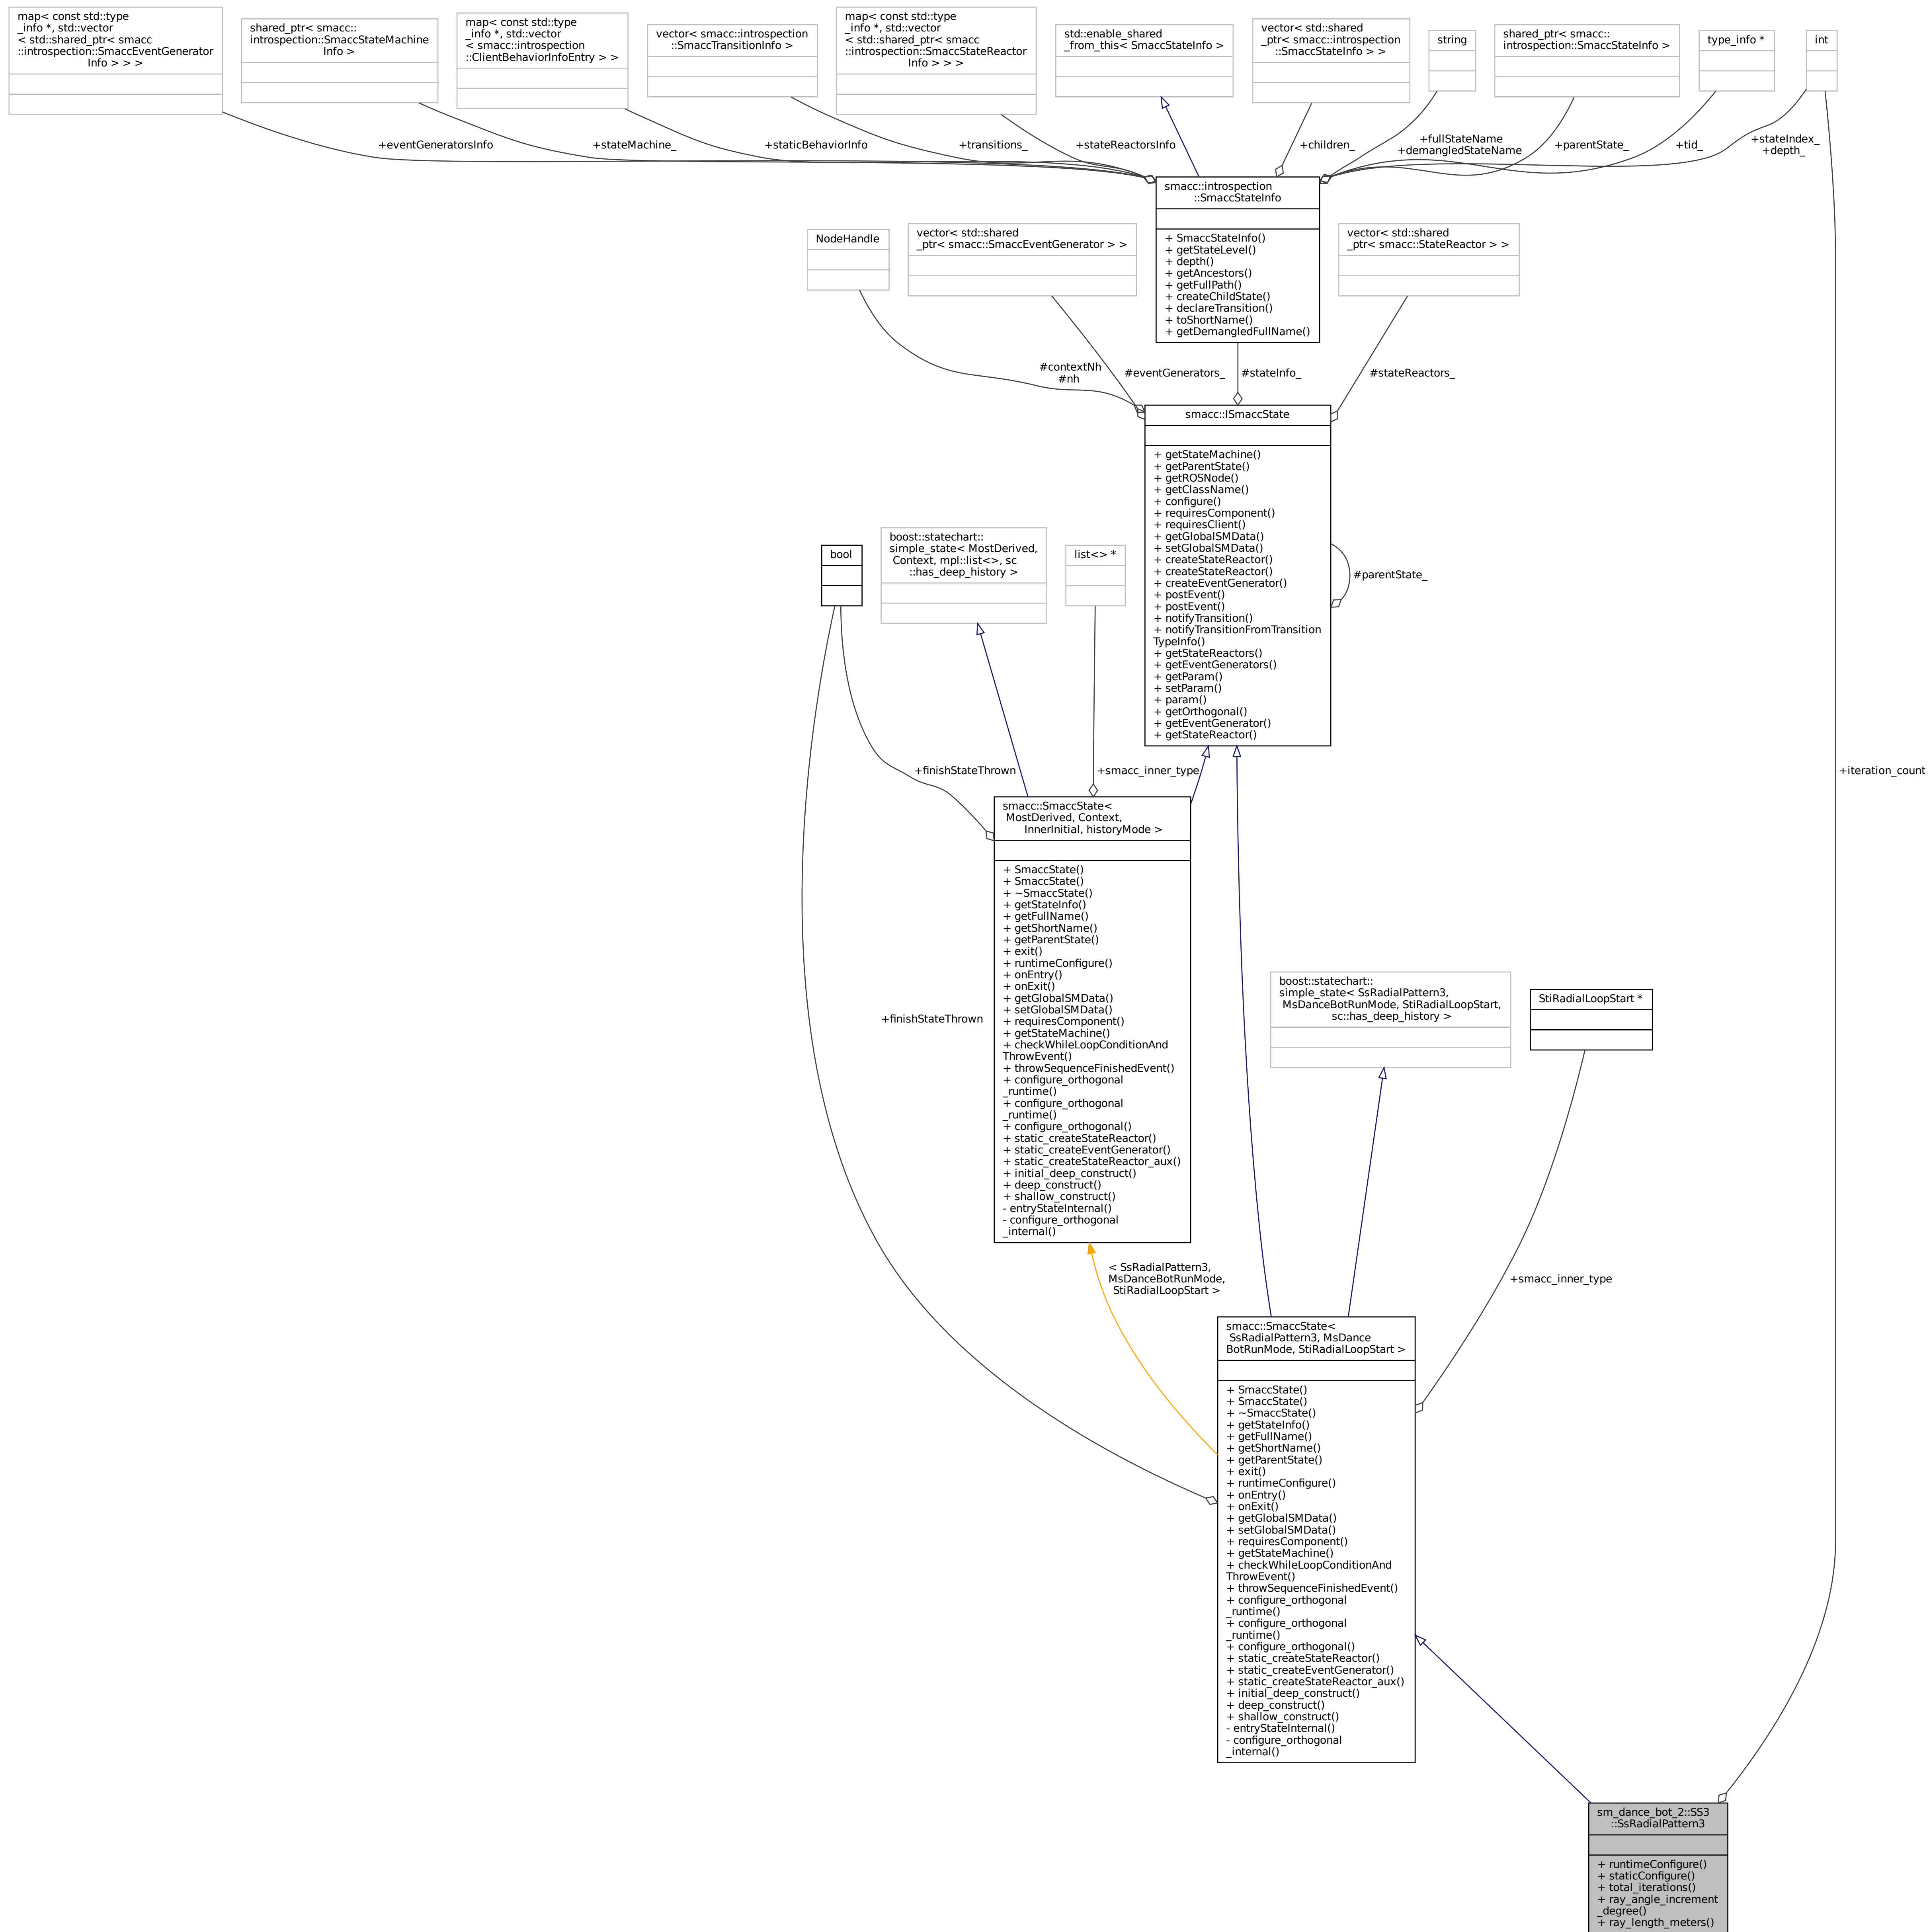 map< const std::type
_info *, std::vector
< std::shared_ptr< smacc
::introspection::SmaccEventGenerator
Info > > >
shared_ptr< smacc::
introspection::SmaccStateMachine
Info >
map< const std::type
_info *, std::vector
< smacc::introspection
::ClientBehaviorInfoEntry > >
vector< smacc::introspection
::SmaccTransitionInfo >
map< const std::type
_info *, std::vector
< std::shared_ptr< smacc
::introspection::SmaccStateReactor
Info > > >
std::enable_shared
_from_this< SmaccStateInfo >
vector< std::shared
_ptr< smacc::introspection
::SmaccStateInfo > >
string
shared_ptr< smacc::
introspection::SmaccStateInfo >
type_info *
int
+eventGeneratorsInfo
+stateMachine_
+staticBehaviorInfo
+transitions_
+stateReactorsInfo
+children_
+fullStateName
+demangledStateName
+parentState_
+tid_
+stateIndex_
+depth_
smacc::introspection
::SmaccStateInfo
+ SmaccStateInfo()
+ getStateLevel()
+ depth()
+ getAncestors()
+ getFullPath()
+ createChildState()
+ declareTransition()
+ toShortName()
+ getDemangledFullName()
NodeHandle
vector< std::shared
_ptr< smacc::SmaccEventGenerator > >
vector< std::shared
_ptr< smacc::StateReactor > >
#contextNh
#nh
#eventGenerators_
#stateInfo_
#stateReactors_
smacc::ISmaccState
+ getStateMachine()
+ getParentState()
+ getROSNode()
+ getClassName()
+ configure()
+ requiresComponent()
+ requiresClient()
+ getGlobalSMData()
+ setGlobalSMData()
+ createStateReactor()
+ createStateReactor()
+ createEventGenerator()
+ postEvent()
+ postEvent()
+ notifyTransition()
+ notifyTransitionFromTransition
TypeInfo()
+ getStateReactors()
+ getEventGenerators()
+ getParam()
+ setParam()
+ param()
+ getOrthogonal()
+ getEventGenerator()
+ getStateReactor()
#parentState_
bool
boost::statechart::
simple_state< MostDerived,
Context, mpl::list<>, sc
::has_deep_history >
list<> *
+finishStateThrown
+smacc_inner_type
+iteration_count
smacc::SmaccState<
MostDerived, Context,
InnerInitial, historyMode >
+ SmaccState()
+ SmaccState()
+ ~SmaccState()
+ getStateInfo()
+ getFullName()
+ getShortName()
+ getParentState()
+ exit()
+ runtimeConfigure()
+ onEntry()
+ onExit()
+ getGlobalSMData()
+ setGlobalSMData()
+ requiresComponent()
+ getStateMachine()
+ checkWhileLoopConditionAnd
ThrowEvent()
+ throwSequenceFinishedEvent()
+ configure_orthogonal
_runtime()
+ configure_orthogonal
_runtime()
+ configure_orthogonal()
+ static_createStateReactor()
+ static_createEventGenerator()
+ static_createStateReactor_aux()
+ initial_deep_construct()
+ deep_construct()
+ shallow_construct()
- entryStateInternal()
- configure_orthogonal
_internal()
+finishStateThrown
boost::statechart::
simple_state< SsRadialPattern3,
MsDanceBotRunMode, StiRadialLoopStart,
sc::has_deep_history >
StiRadialLoopStart *
< SsRadialPattern3,
MsDanceBotRunMode,
StiRadialLoopStart >
+smacc_inner_type
smacc::SmaccState<
SsRadialPattern3, MsDance
BotRunMode, StiRadialLoopStart >
+ SmaccState()
+ SmaccState()
+ ~SmaccState()
+ getStateInfo()
+ getFullName()
+ getShortName()
+ getParentState()
+ exit()
+ runtimeConfigure()
+ onEntry()
+ onExit()
+ getGlobalSMData()
+ setGlobalSMData()
+ requiresComponent()
+ getStateMachine()
+ checkWhileLoopConditionAnd
ThrowEvent()
+ throwSequenceFinishedEvent()
+ configure_orthogonal
_runtime()
+ configure_orthogonal
_runtime()
+ configure_orthogonal()
+ static_createStateReactor()
+ static_createEventGenerator()
+ static_createStateReactor_aux()
+ initial_deep_construct()
+ deep_construct()
+ shallow_construct()
- entryStateInternal()
- configure_orthogonal
_internal()
sm_dance_bot_2::SS3
::SsRadialPattern3
+ runtimeConfigure()
+ staticConfigure()
+ total_iterations()
+ ray_angle_increment
_degree()
+ ray_length_meters()